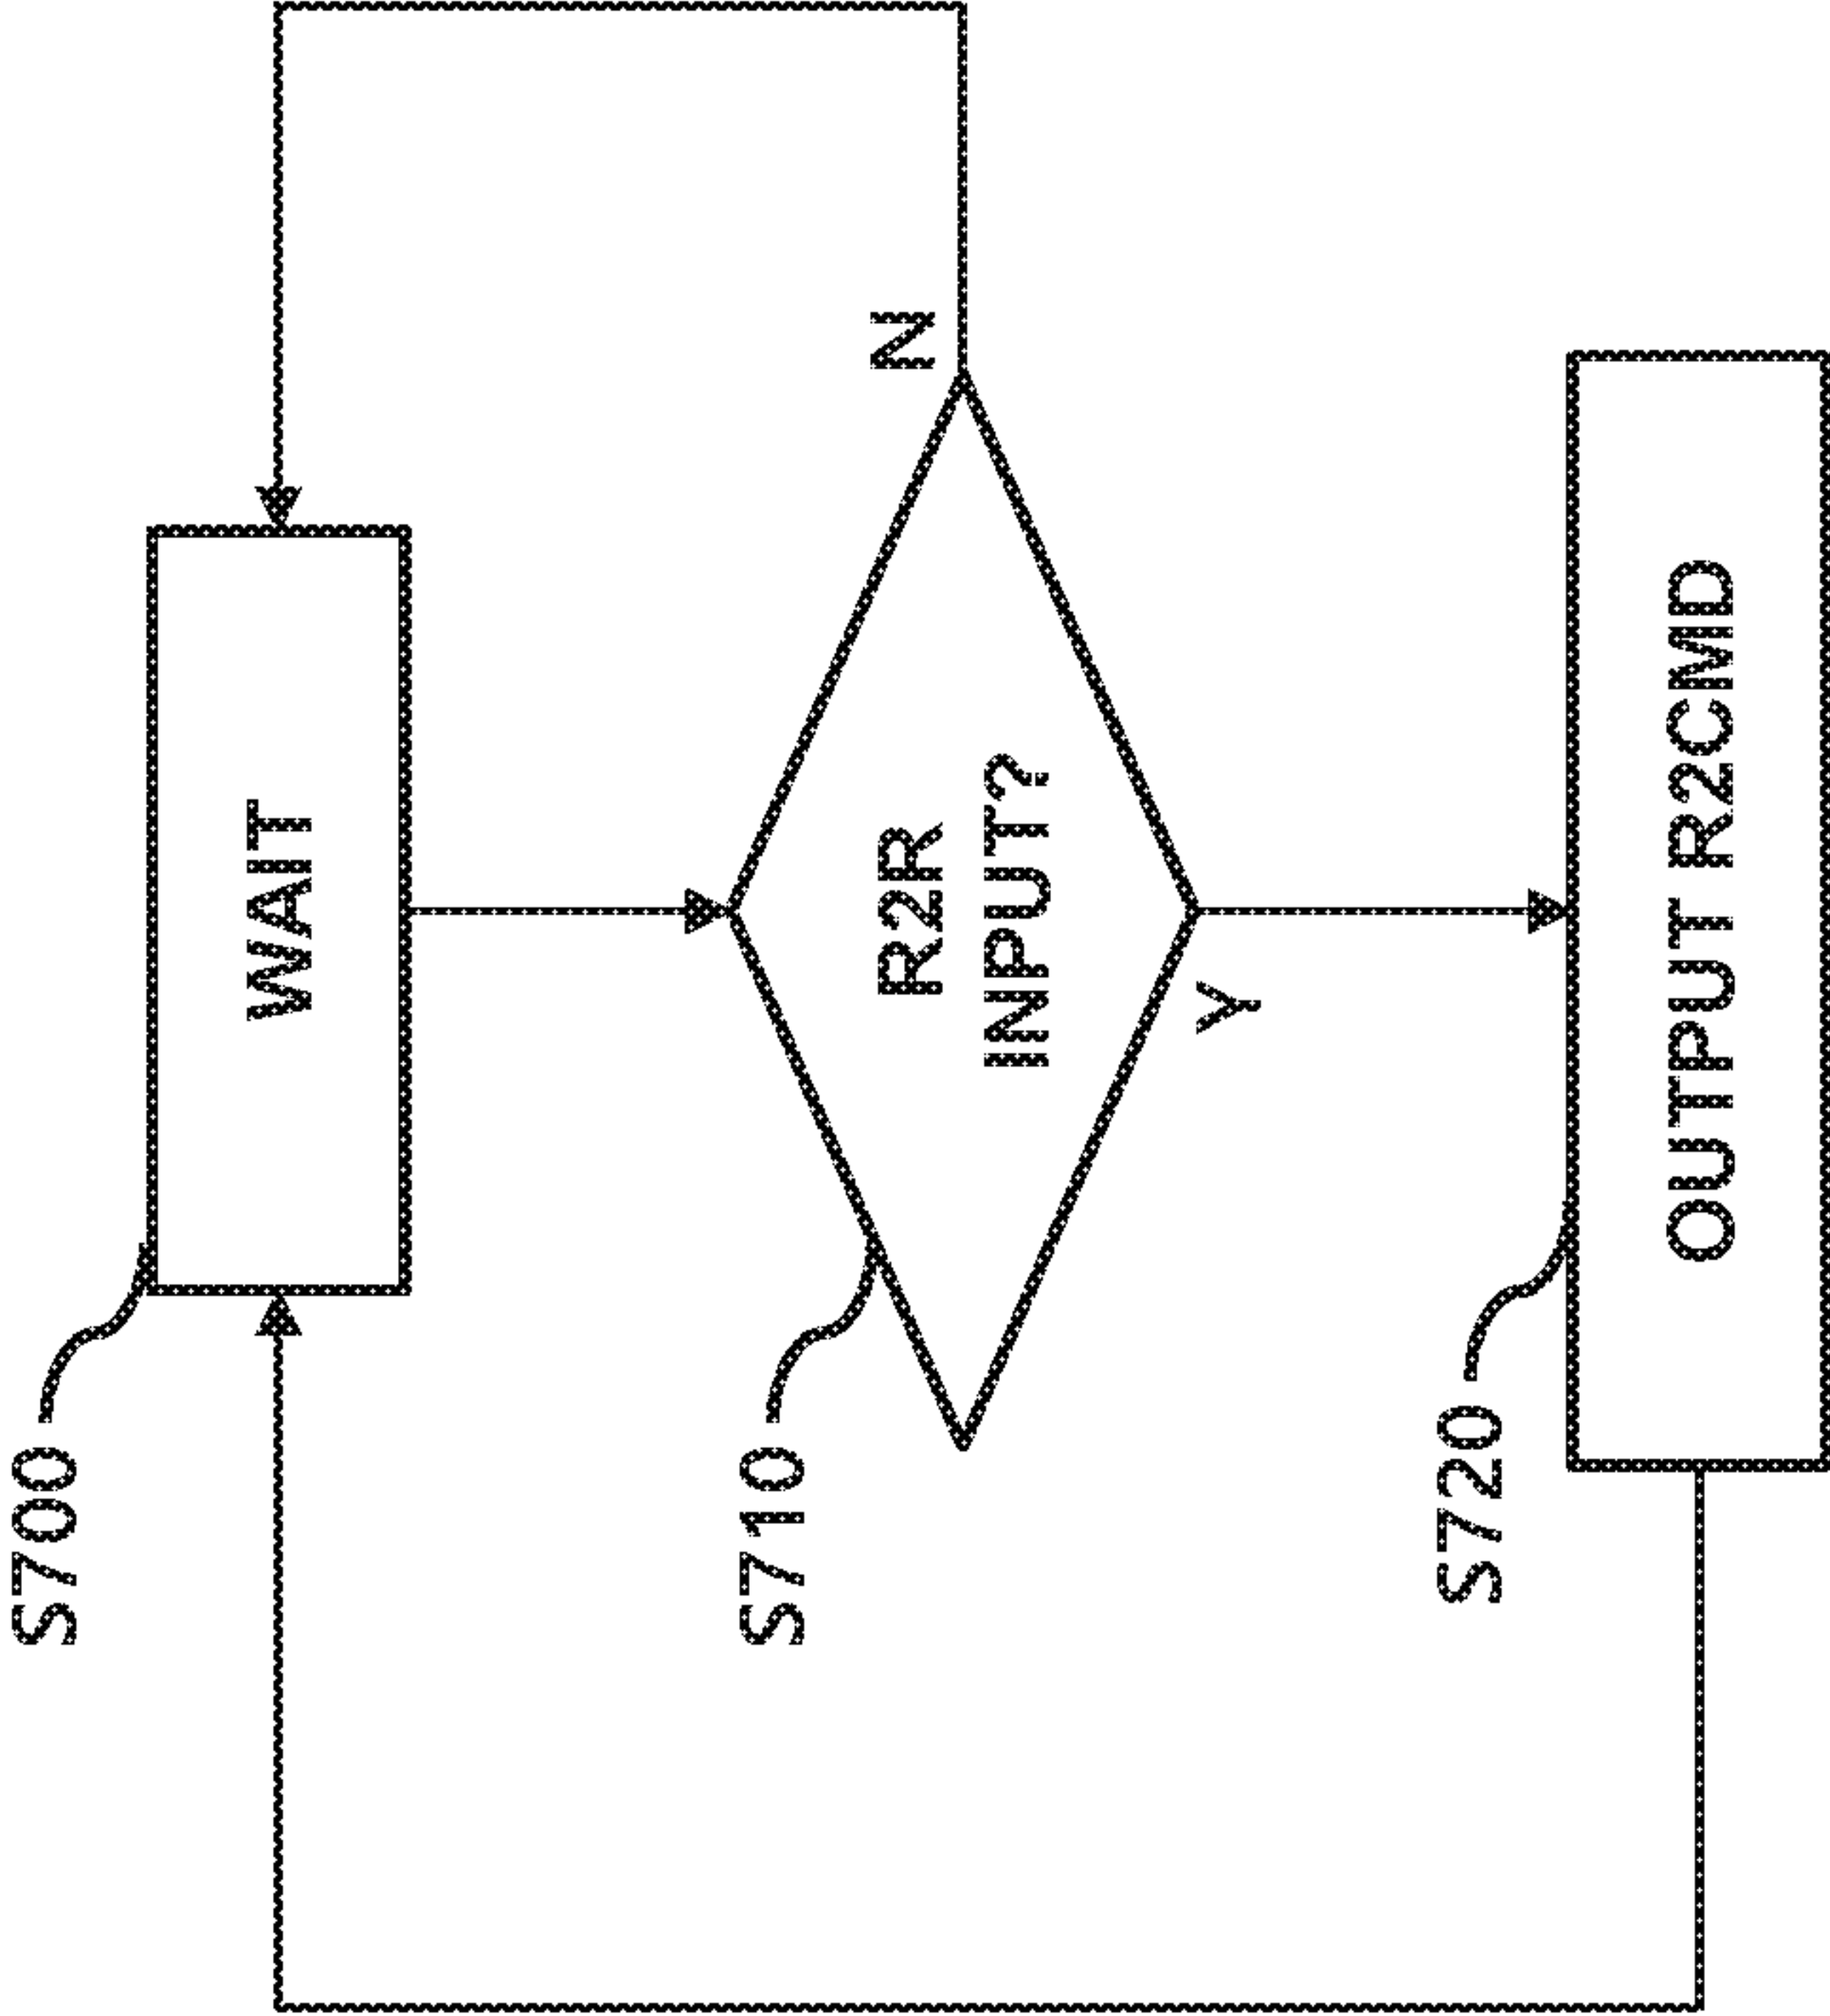 S700
WAIT
S710
R2R
INPUT?
N
Y
S720
OUTPUT R2CMD